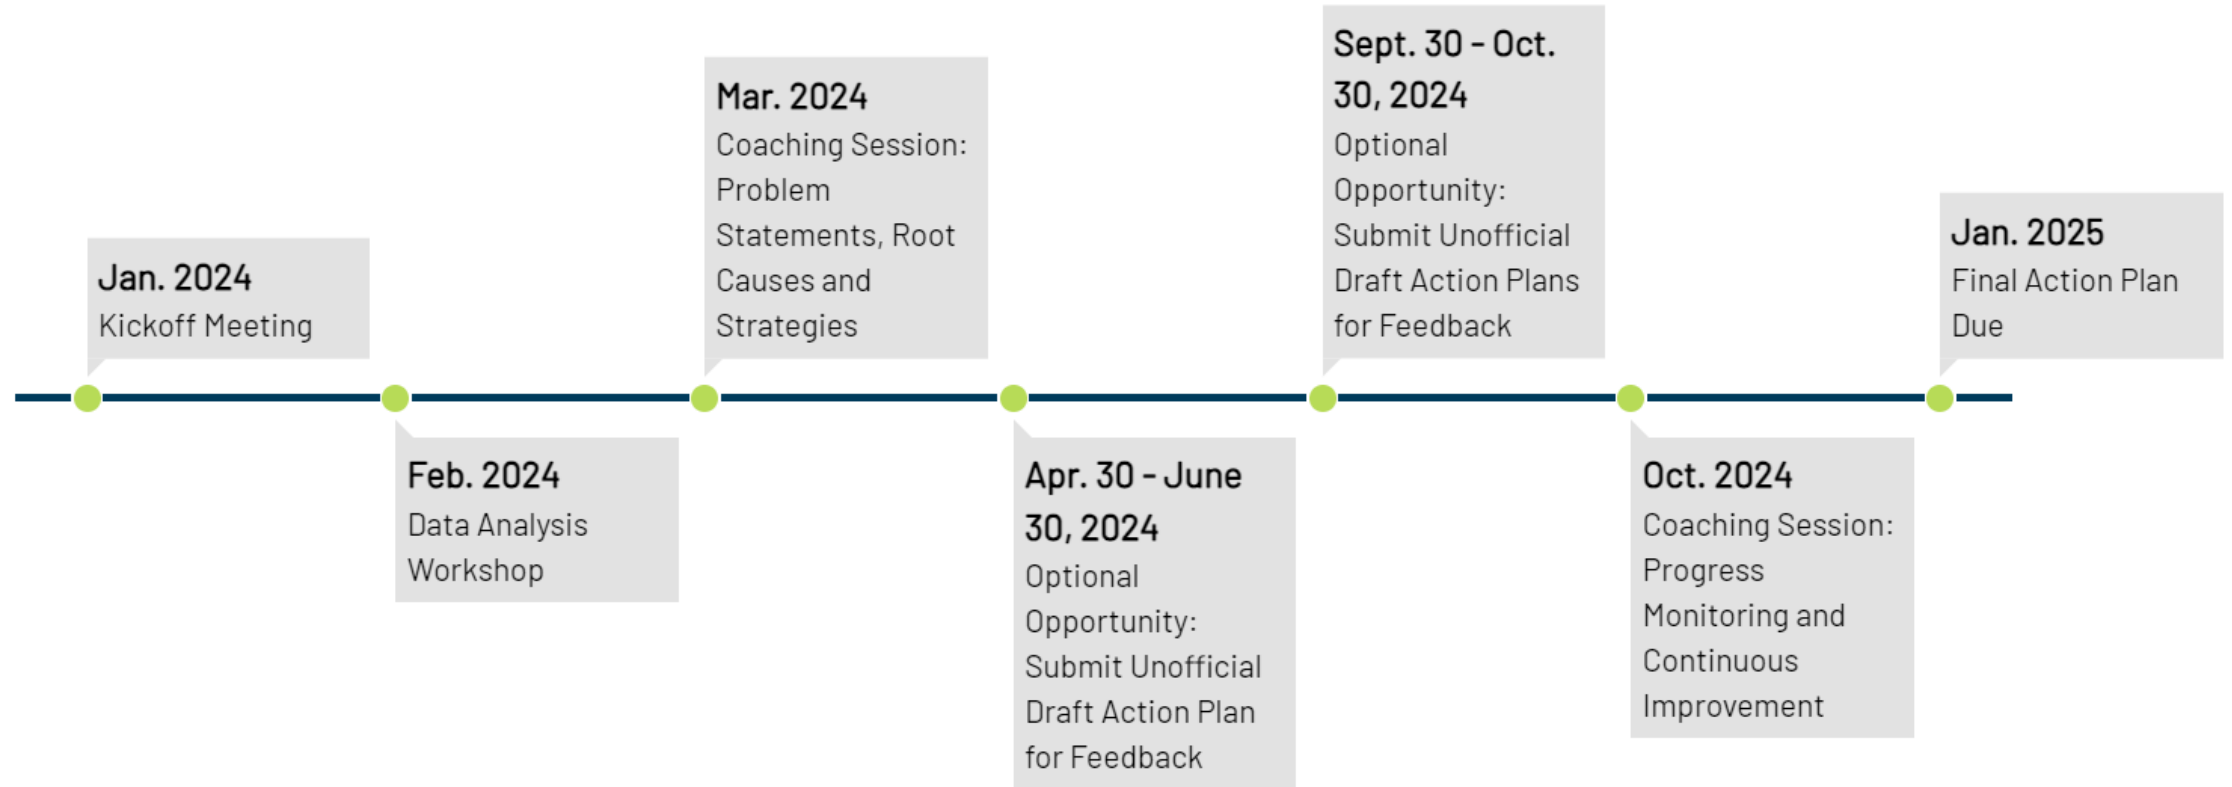 Jan. 2024
Kickoff Meeting
Feb. 2024
Data Analysis
Workshop
Mar. 2024
Coaching Session:
Problem
Statements, Root
Causes and
Strategies
Apr. 30 - June
30, 2024
Optional
Opportunity:
Submit Unofficial
Draft Action Plan
for Feedback
Sept. 30 - Oct.
30, 2024
Optional
Opportunity:
Submit Unofficial
Draft Action Plans
for Feedback
Oct. 2024
Coaching Session:
Progress
Monitoring and
Continuous
Improvement
Jan. 2025
Final Action Plan
Due